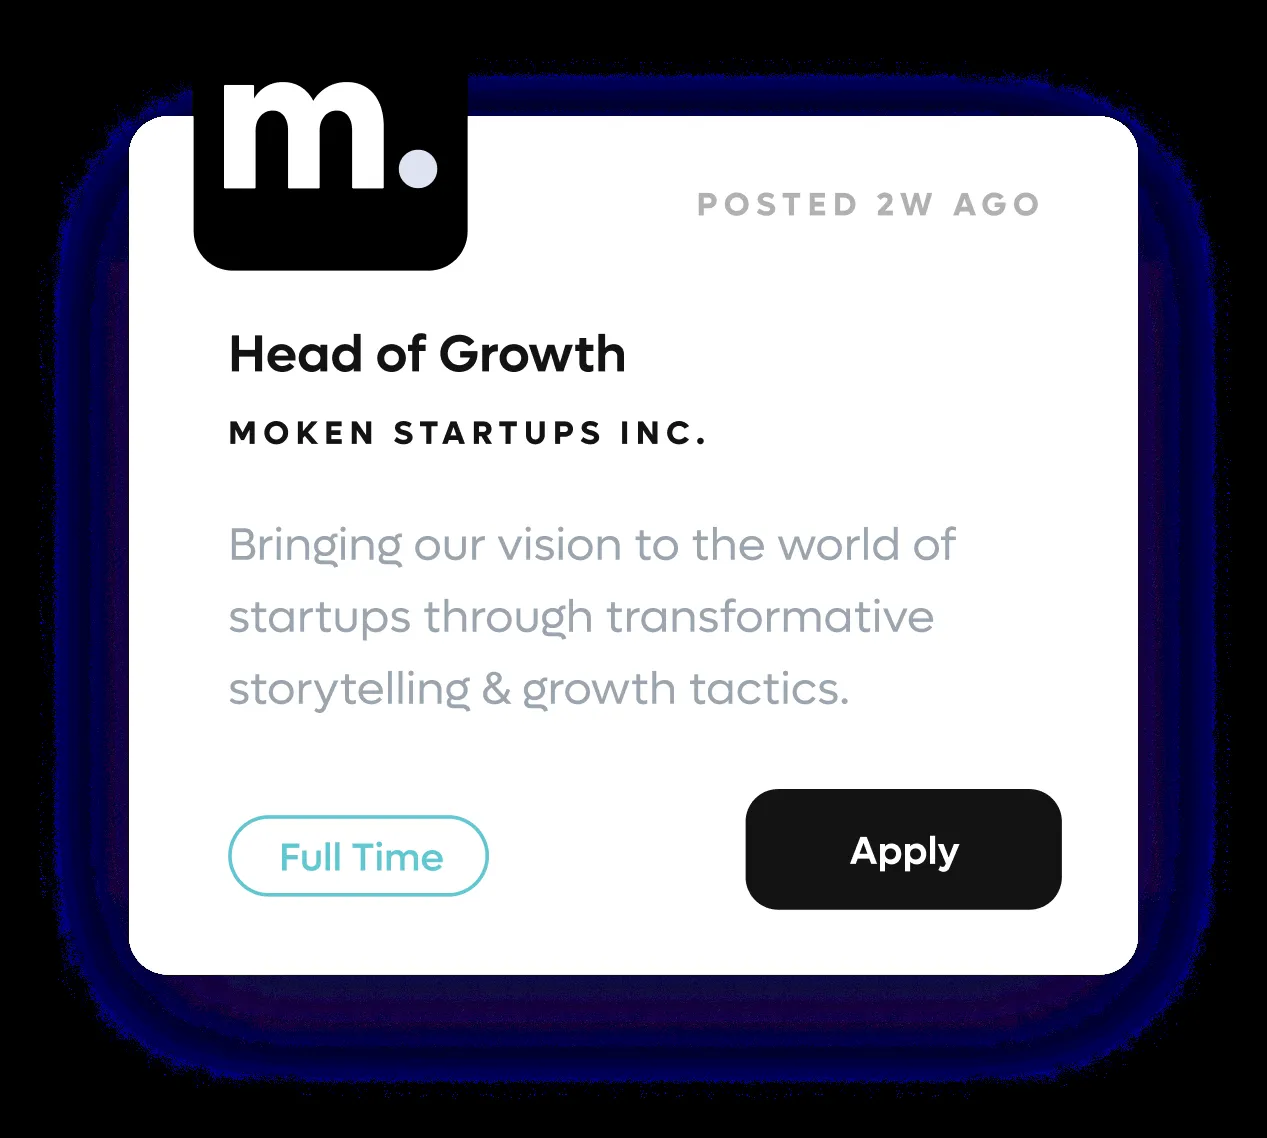 m.
POSTED 2W AGO
Head of Growth
MOKEN STARTUPS INC.
Bringing our vision to the world of
startups through transformative
storytelling & growth tactics.
Full Time
Apply